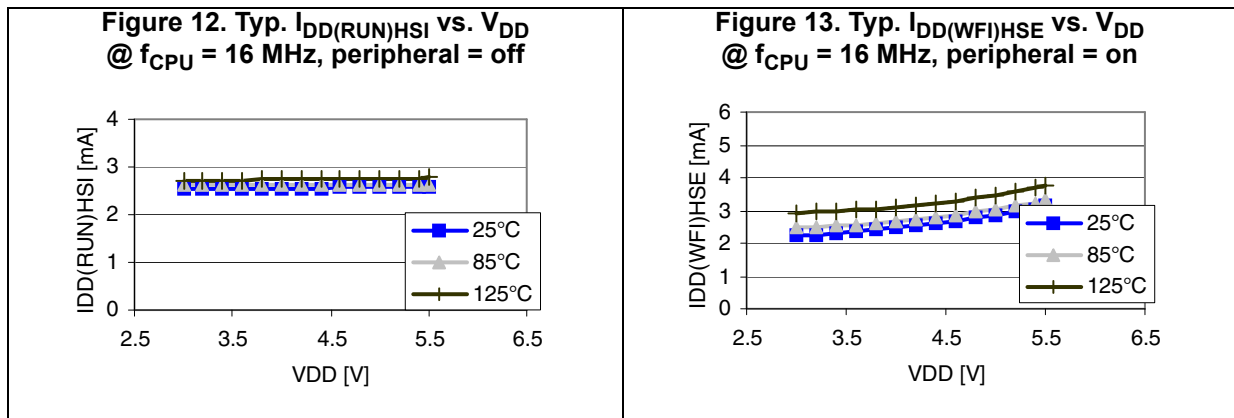 Figure 12. Typ. IDD(RUN)HSI vs. VDD
@ fCPU = 16 MHz, peripheral = off
4
3
2
1
0
IDD(RUN)HSI [mA]
25°C
85°C
125°C
2.5
3.5
4.5
5.5
6.5
VDD [V]
Figure 13. Typ. IDD(WFI)HSE vs. VDD
@ fCPU = 16 MHz, peripheral = on
6
5
4
3
2
1
0
IDD(WFI)HSE [mA]
25°C
85°C
125°C
2.5
3.5
4.5
5.5
6.5
VDD [V]